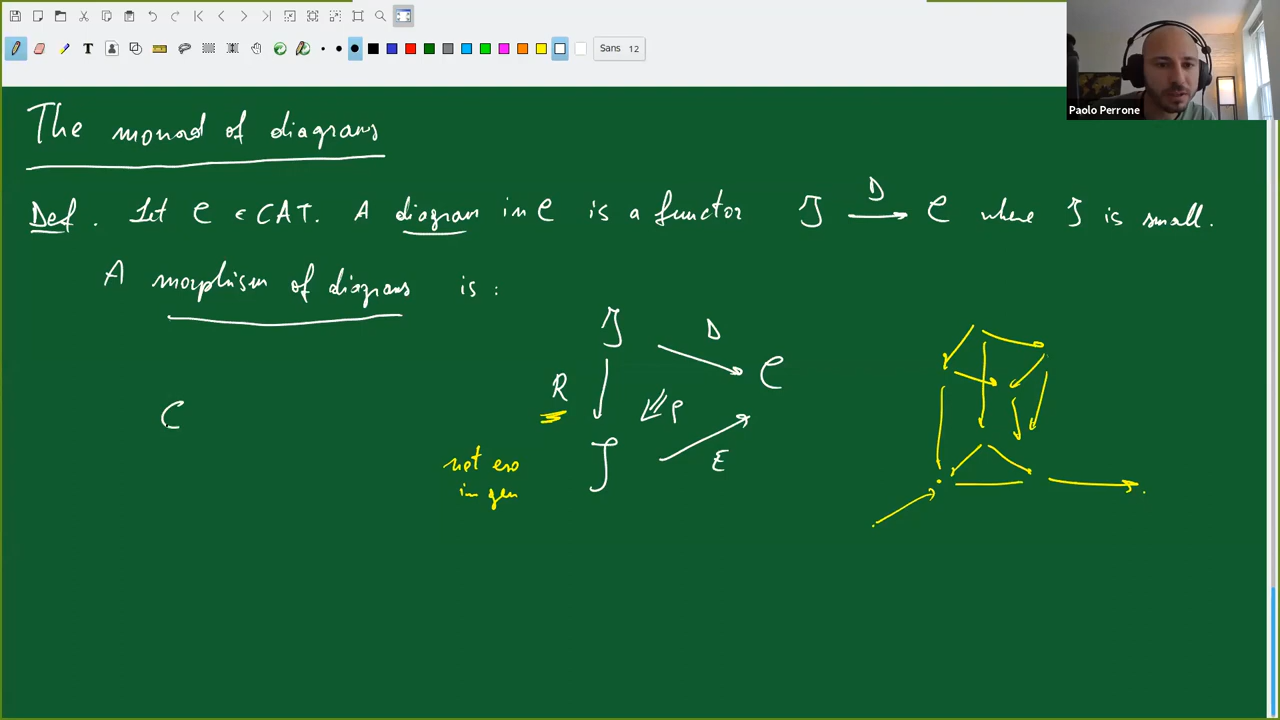 Sans 12
Paolo Perrone
The monad of diagrams
Def. Let C ∈ CAT. A diagram in C is a functor J D C where J is small.
A morphism of diagrams is:
J D
C
R ρ
C
J E
not eso
in gen